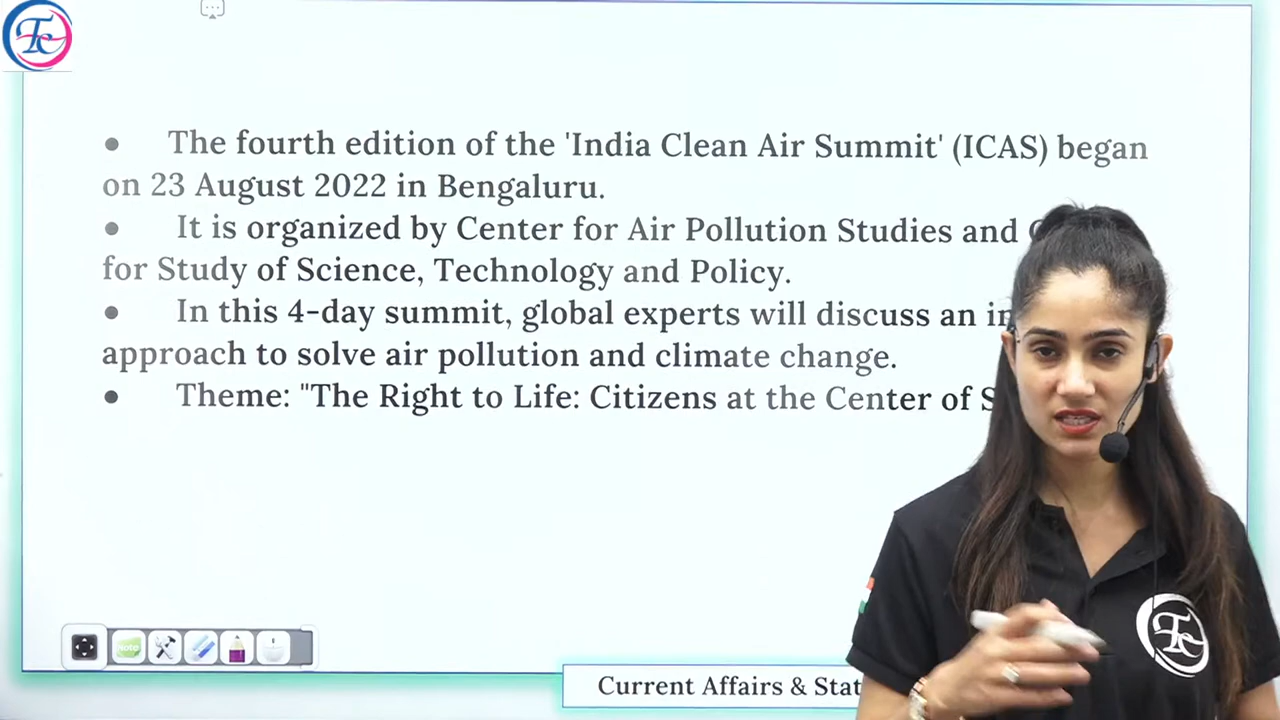 ● The fourth edition of the 'India Clean Air Summit' (ICAS) began
on 23 August 2022 in Bengaluru.
● It is organized by Center for Air Pollution Studies and
for Study of Science, Technology and Policy.
● In this 4-day summit, global experts will discuss an
approach to solve air pollution and climate change.
● Theme: "The Right to Life: Citizens at the Center of
Current Affairs &